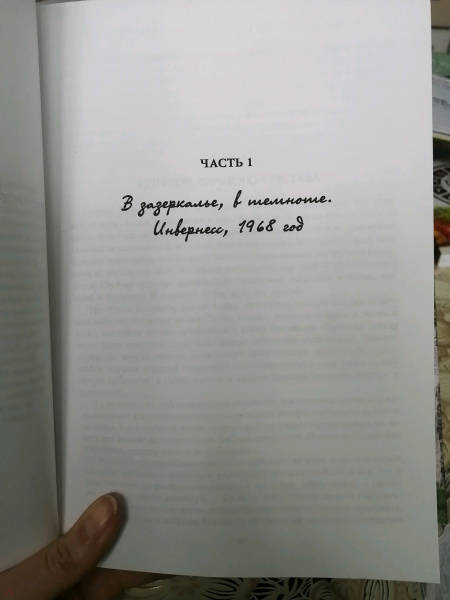 ЧАСТЬ 1
В зазеркалье, в темноте.
Инвернесс, 1968 год